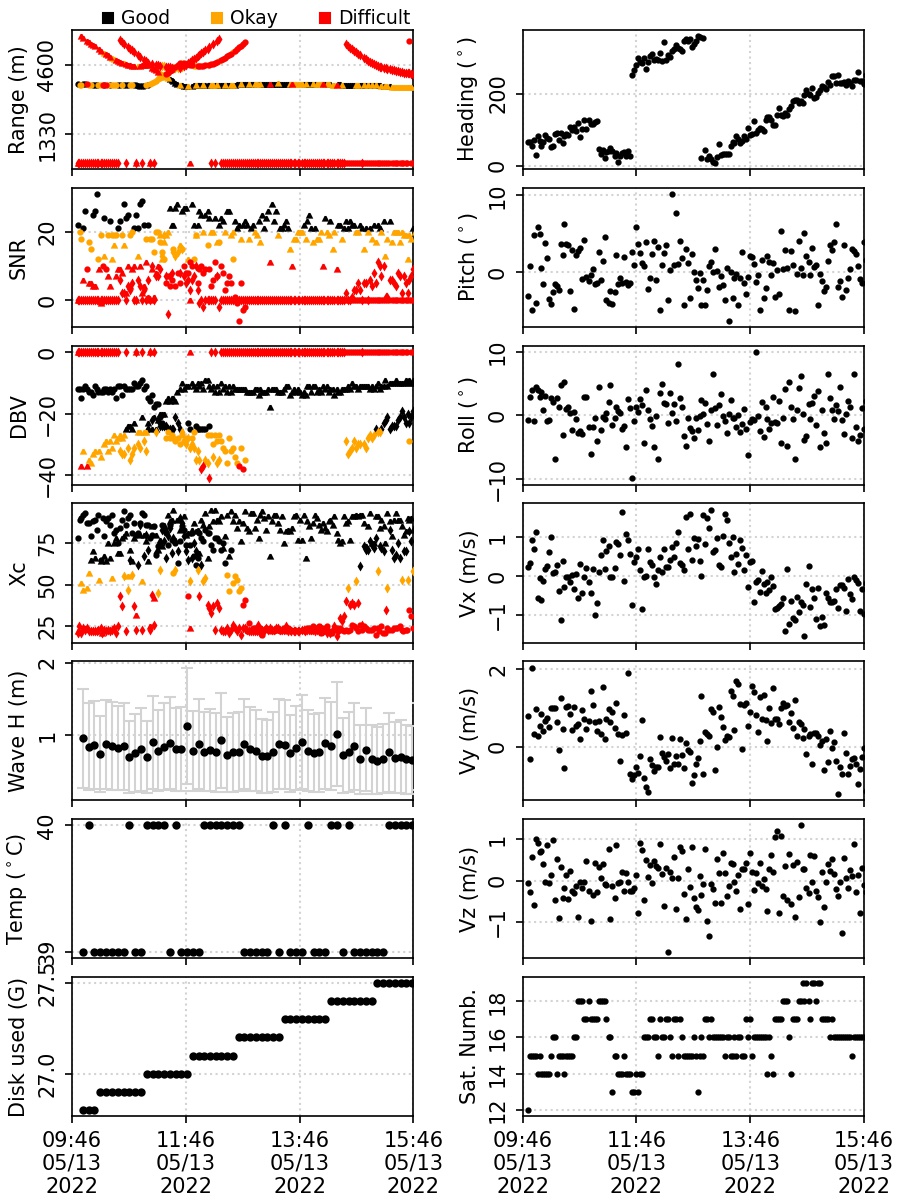 Good Okay Difficult
Range (m)
4600
1330
Heading ( ° )
200
0
SNR
20
0
Pitch ( ° )
10
0
DBV
0
−20
−40
Roll ( ° )
10
0
−10
Xc
75
50
25
Vx (m/s)
1
0
−1
Wave H (m)
2
1
Vy (m/s)
2
0
Temp ( ° C)
40
39
Vz (m/s)
1
0
−1
Disk used (G)
27.5
27.0
Sat. Numb.
18
16
14
12
09:46 11:46 13:46 15:46 09:46 11:46 13:46 15:46
05/13 05/13 05/13 05/13 05/13 05/13 05/13 05/13
2022 2022 2022 2022 2022 2022 2022 2022